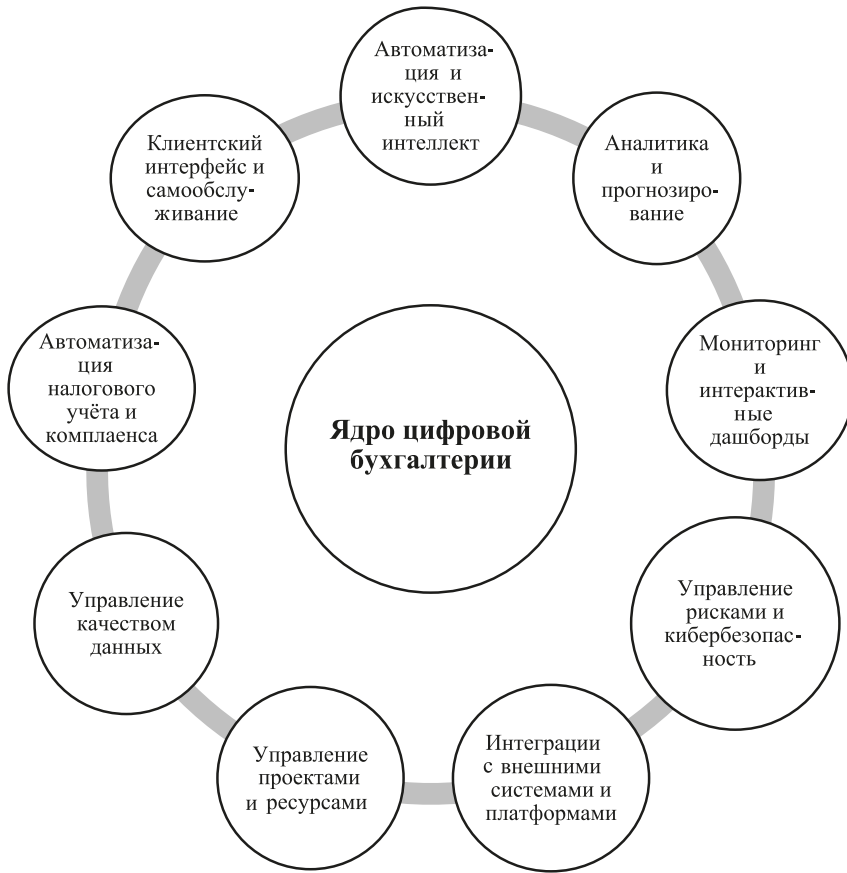 Автоматиза-
ция и
искусствен-
ный
интеллект
Аналитика
и
прогнозиро-
вание
Мониторинг
и
интерактив-
ные
дашборды
Управление
рисками и
кибербезопас-
ность
Интеграции
с внешними
системами и
платформами
Управление
проектами
и ресурсами
Управление
качеством
данных
Автоматиза-
ция
налогового
учёта и
комплаенса
Клиентский
интерфейс и
самообслу-
живание
Ядро цифровой
бухгалтерии